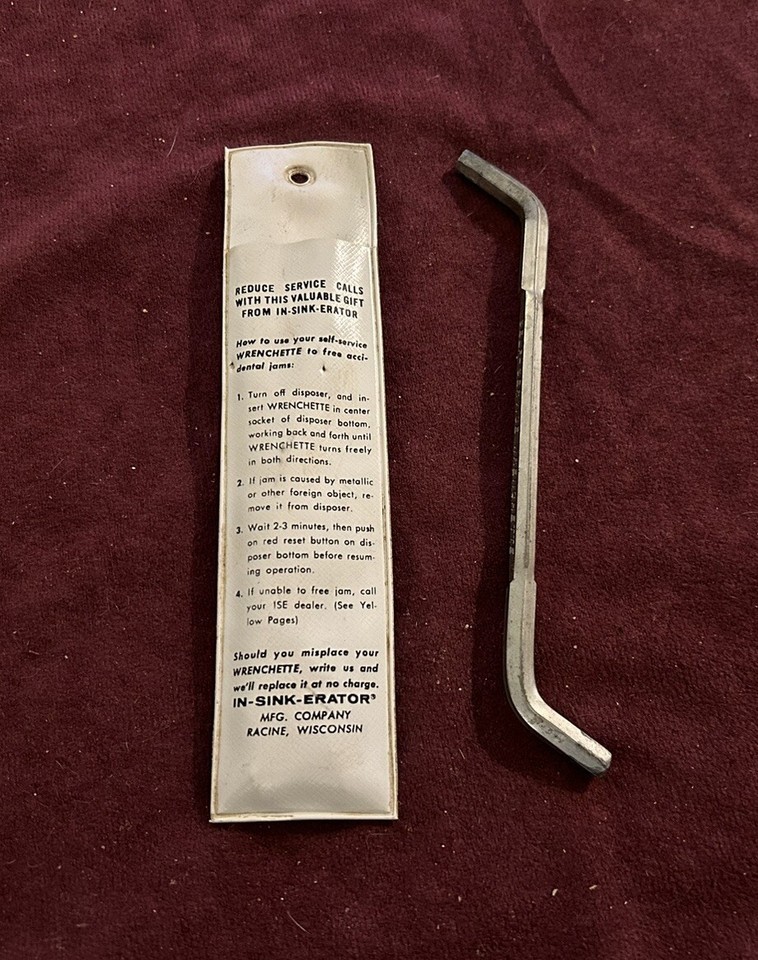 REDUCE SERVICE CALLS
WITH THIS VALUABLE GIFT
FROM IN-SINK-ERATOR
How to use your self-service
WRENCHETTE to free acci-
dental jams:
1. Turn off disposer, and in-
sert WRENCHETTE in center
socket of disposer bottom,
working back and forth until
WRENCHETTE turns freely
in both directions.
2. If jam is caused by metallic
or other foreign object, re-
move it from disposer.
3. Wait 2-3 minutes, then push
on red reset button on dis-
poser bottom before resum-
ing operation.
4. If unable to free jam, call
your ISE dealer. (See Yel-
low Pages)
Should you misplace your
WRENCHETTE, write us and
we'll replace it at no charge.
IN-SINK-ERATOR®
MFG. COMPANY
RACINE, WISCONSIN